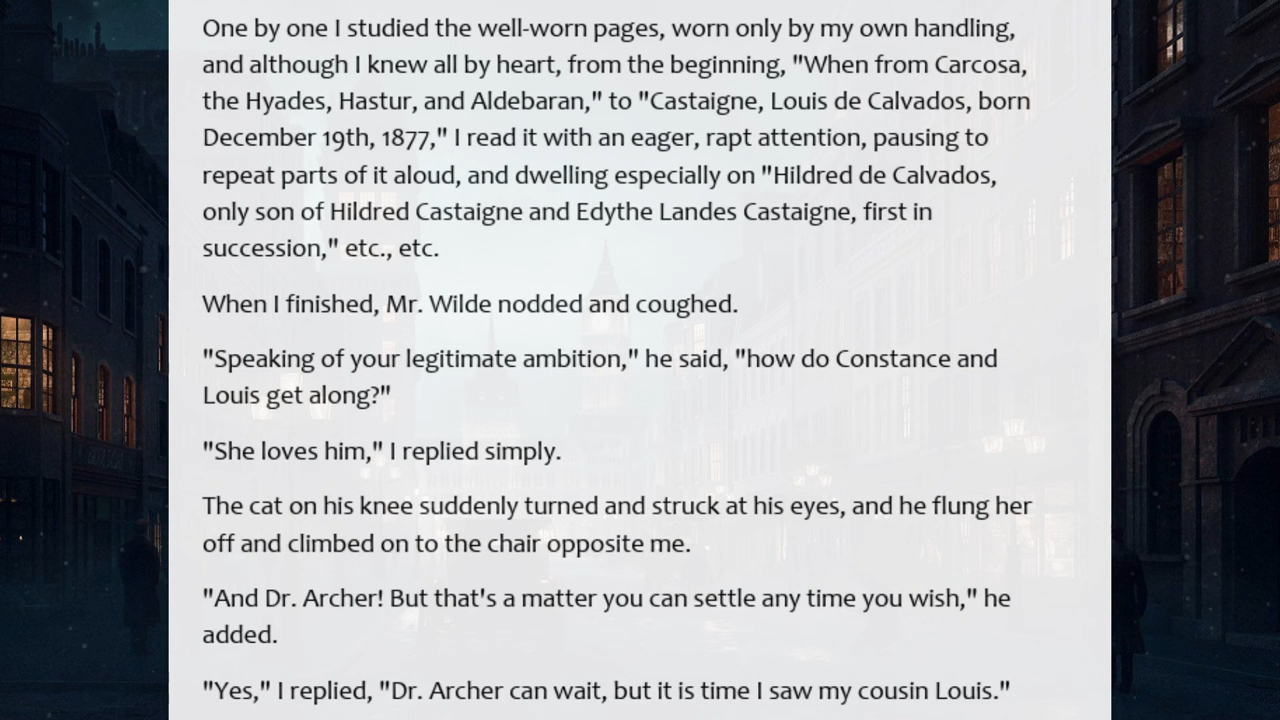 One by one I studied the well-worn pages, worn only by my own handling,
and although I knew all by heart, from the beginning, "When from Carcosa,
the Hyades, Hastur, and Aldebaran," to "Castaigne, Louis de Calvados, born
December 19th, 1877," I read it with an eager, rapt attention, pausing to
repeat parts of it aloud, and dwelling especially on "Hildred de Calvados,
only son of Hildred Castaigne and Edythe Landes Castaigne, first in
succession," etc., etc.
When I finished, Mr. Wilde nodded and coughed.
"Speaking of your legitimate ambition," he said, "how do Constance and
Louis get along?"
"She loves him," I replied simply.
The cat on his knee suddenly turned and struck at his eyes, and he flung her
off and climbed on to the chair opposite me.
"And Dr. Archer! But that's a matter you can settle any time you wish," he
added.
"Yes," I replied, "Dr. Archer can wait, but it is time I saw my cousin Louis."